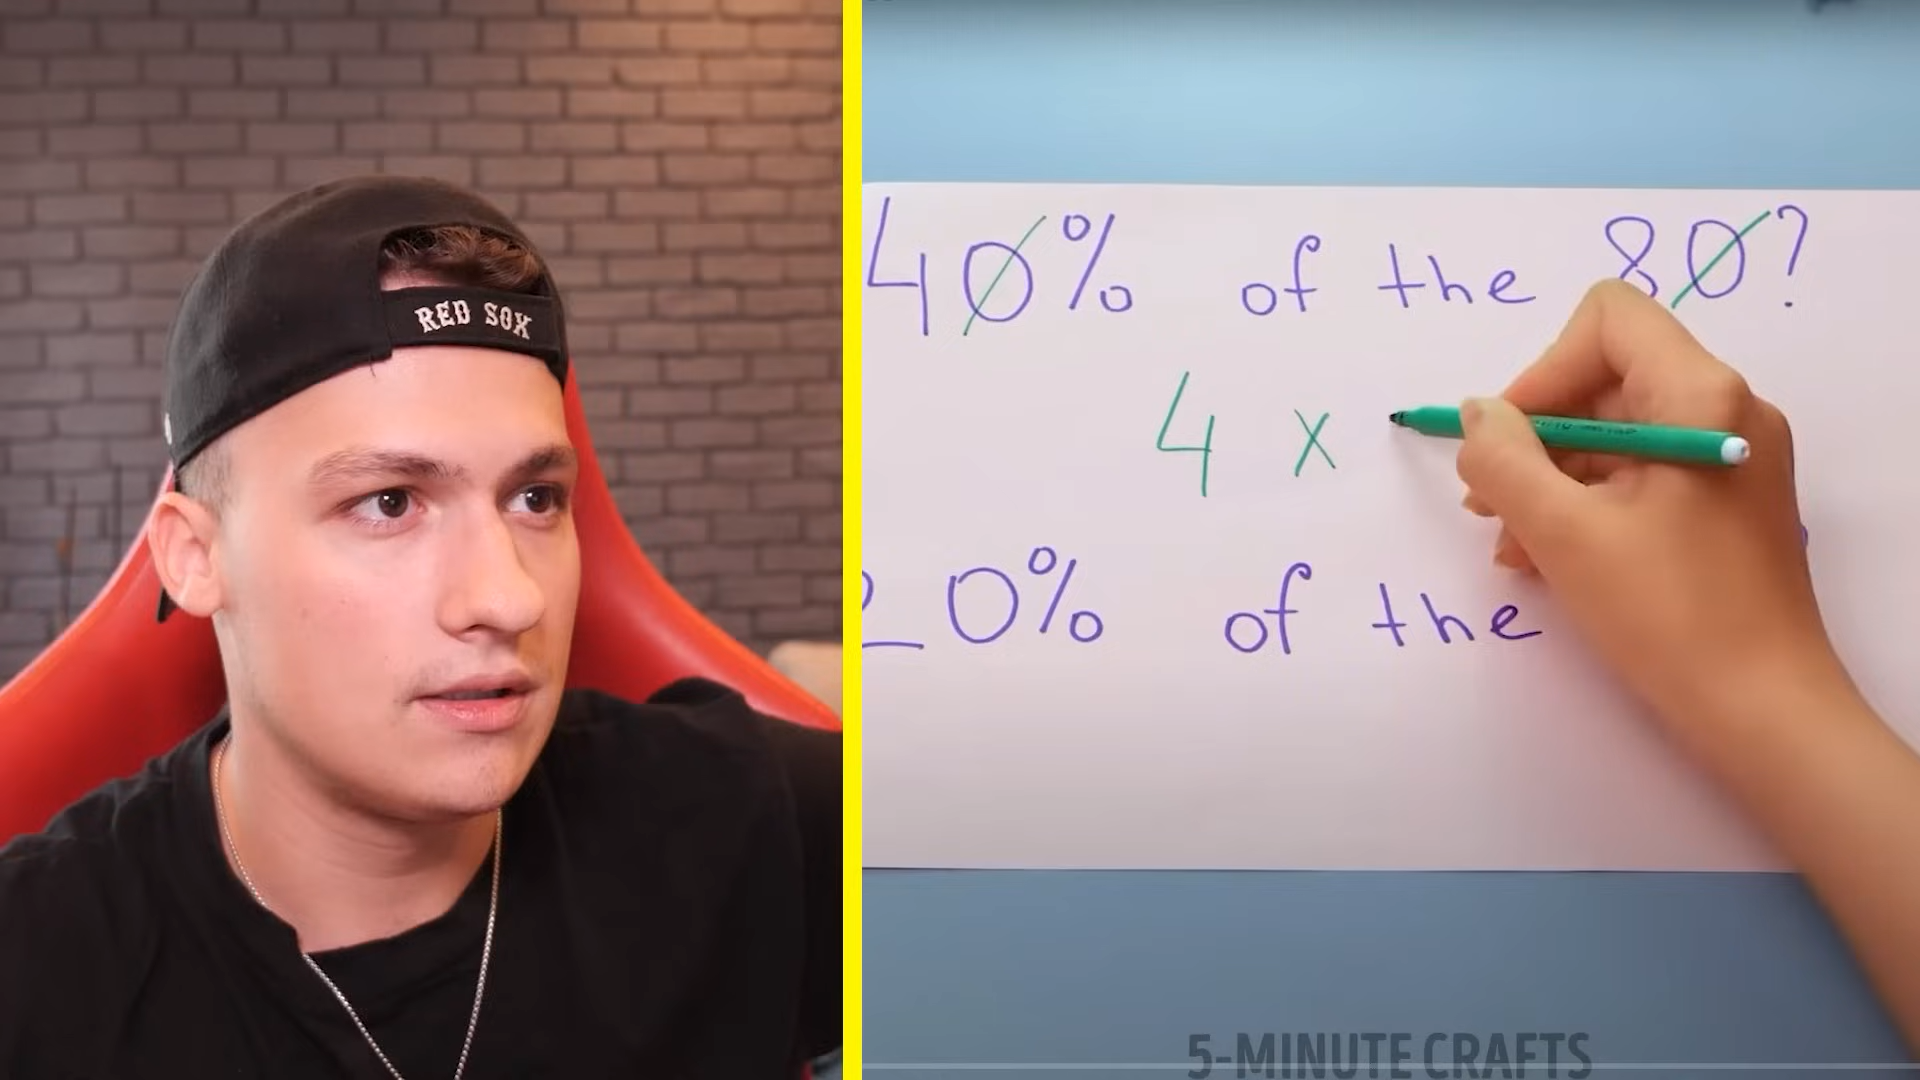 RED SOX
40% of the 80?
4 x
20% of the
5-MINUTE CRAFTS